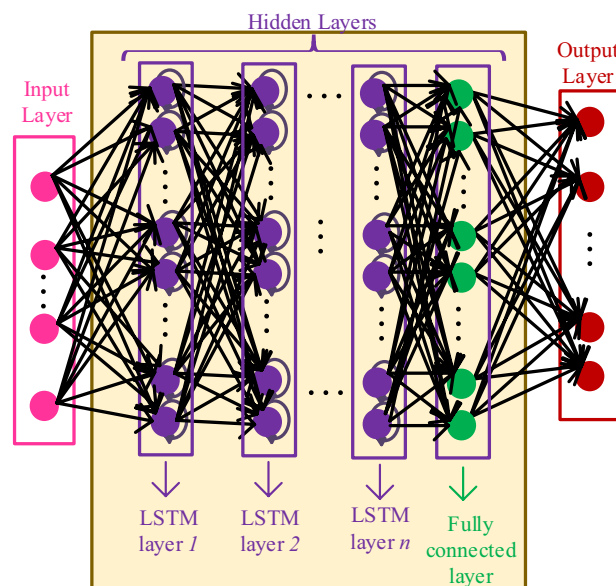 Hidden Layers
Input
Layer
Output
Layer
LSTM
layer 1
LSTM
layer 2
LSTM
layer n
Fully
connected
layer